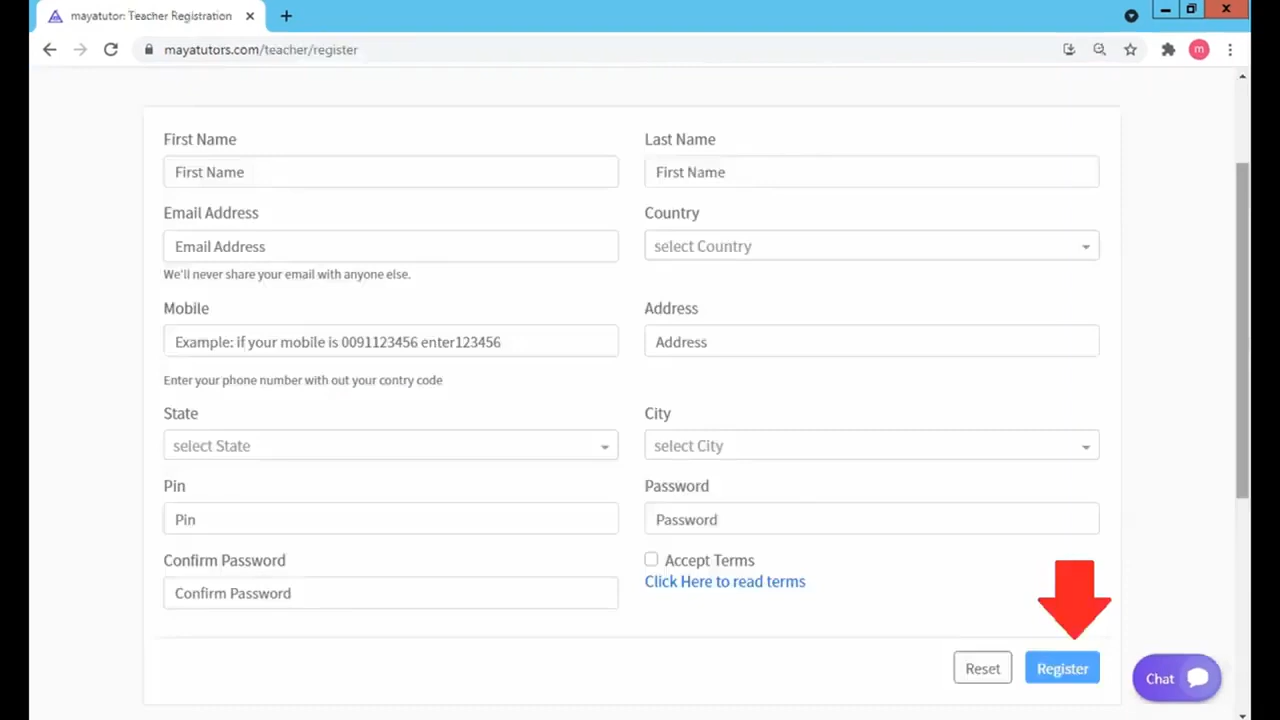 mayatutor: Teacher Registration
mayatutors.com/teacher/register
m
First Name
Last Name
First Name
First Name
Email Address
Country
Email Address
select Country
We'll never share your email with anyone else.
Mobile
Address
Example: if your mobile is 0091123456 enter123456
Address
Enter your phone number with out your contry code
State
City
select State
select City
Pin
Password
Pin
Password
Confirm Password
Accept Terms
Click Here to read terms
Confirm Password
Reset
Register
Chat